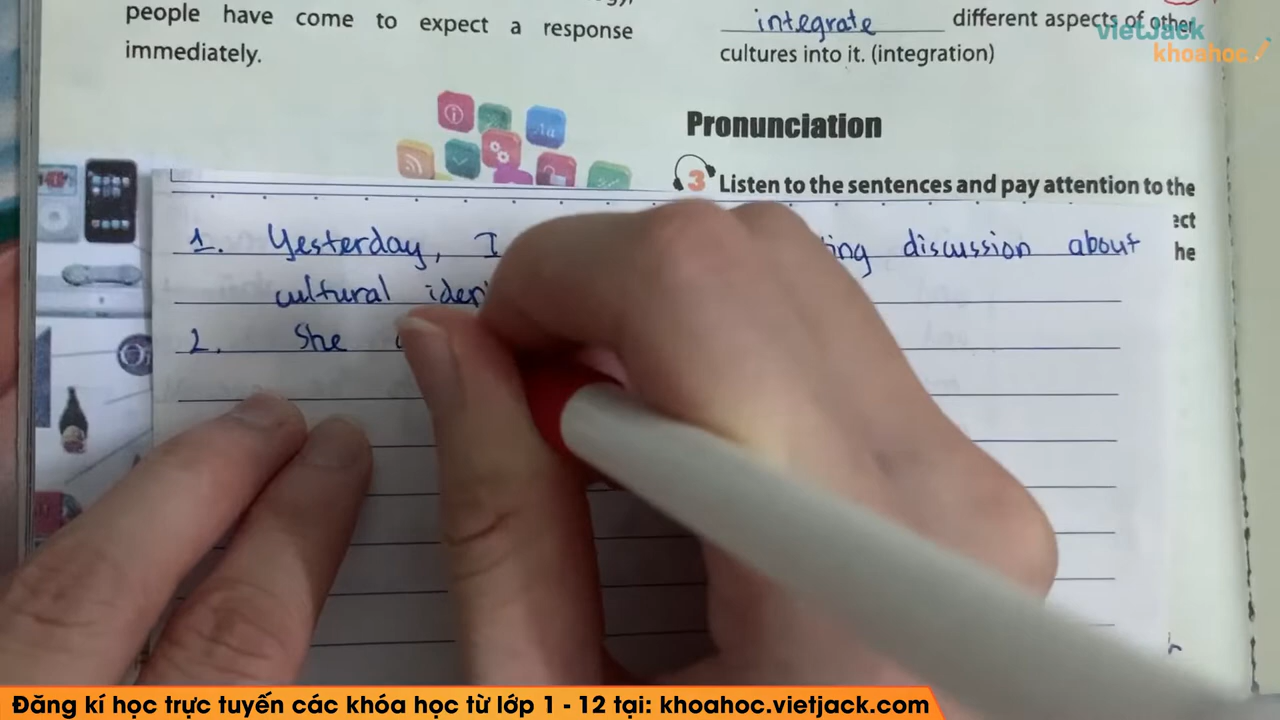 people have come to expect a response
immediately.
integrate different aspects of other
cultures into it. (integration)
vietJack
khoahoc
Pronunciation
3 Listen to the sentences and pay attention to the
ect
he
1. Yesterday, I discussion about
cultural
2. She
Đăng kí học trực tuyến các khóa học từ lớp 1 - 12 tại: khoahoc.vietjack.com